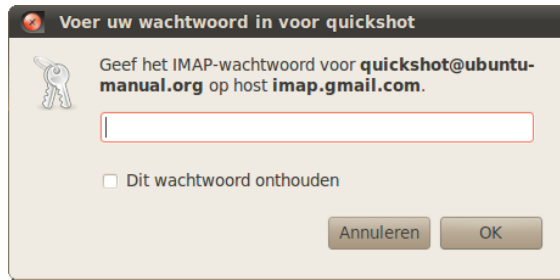 Voer uw wachtwoord in voor quickshot
Geef het IMAP-wachtwoord voor quickshot@ubuntu-
manual.org op host imap.gmail.com.
Dit wachtwoord onthouden
Annuleren OK